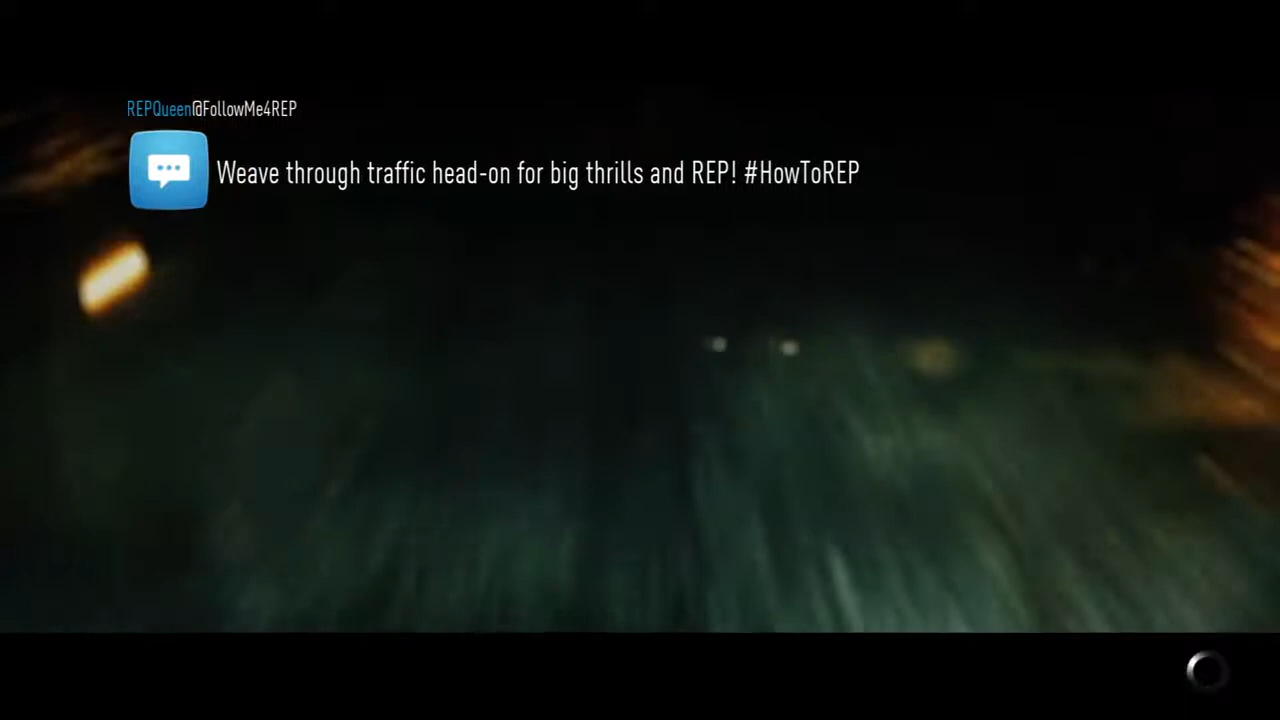 REPQueen@FollowMe4REP
Weave through traffic head-on for big thrills and REP! #HowToREP